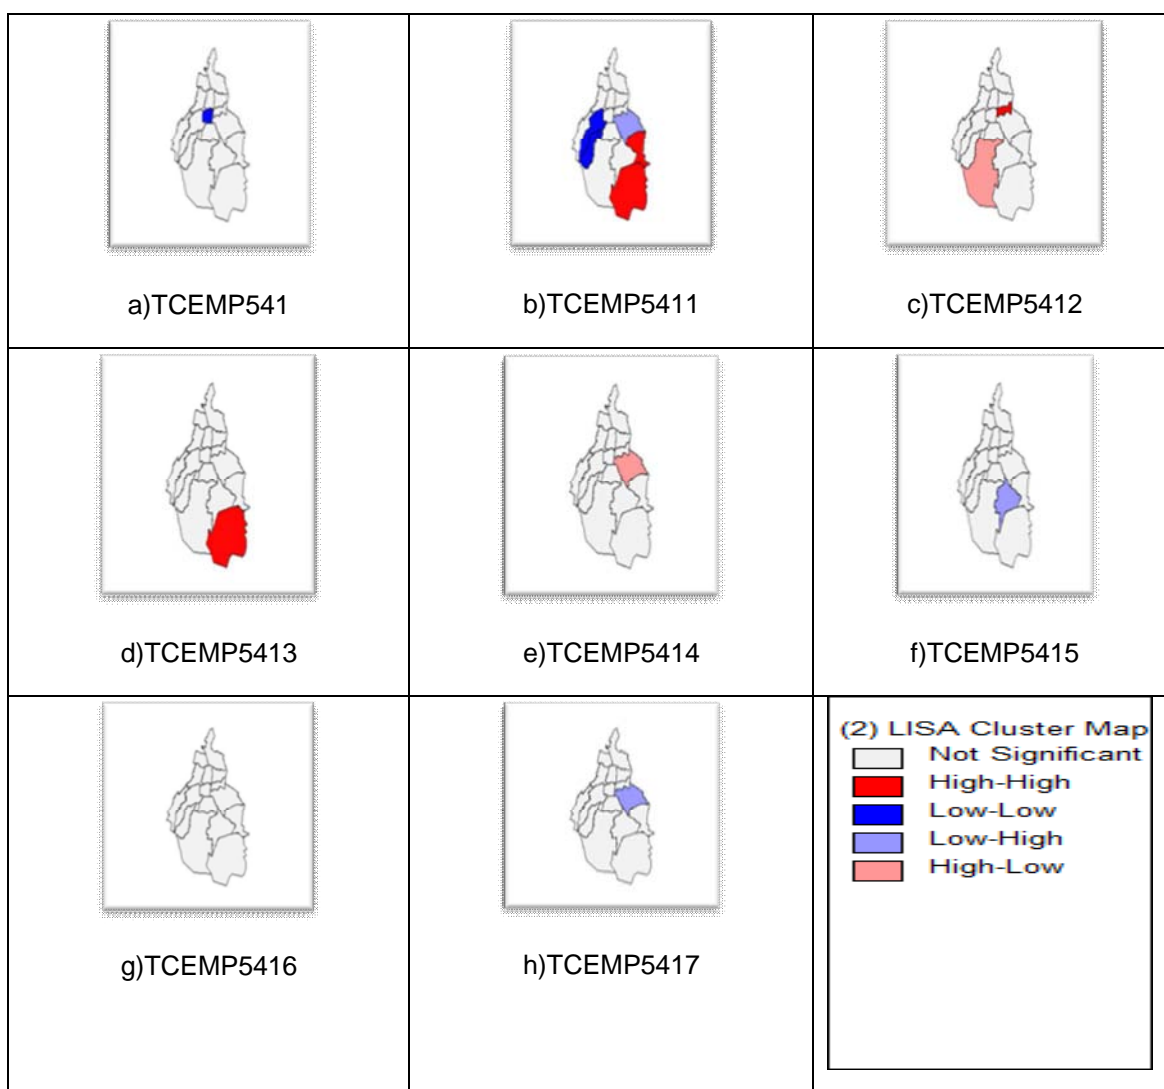 a)TCEMP541
b)TCEMP5411
c)TCEMP5412
d)TCEMP5413
e)TCEMP5414
f)TCEMP5415
g)TCEMP5416
h)TCEMP5417
(2) LISA Cluster Map
Not Significant
High-High
Low-Low
Low-High
High-Low